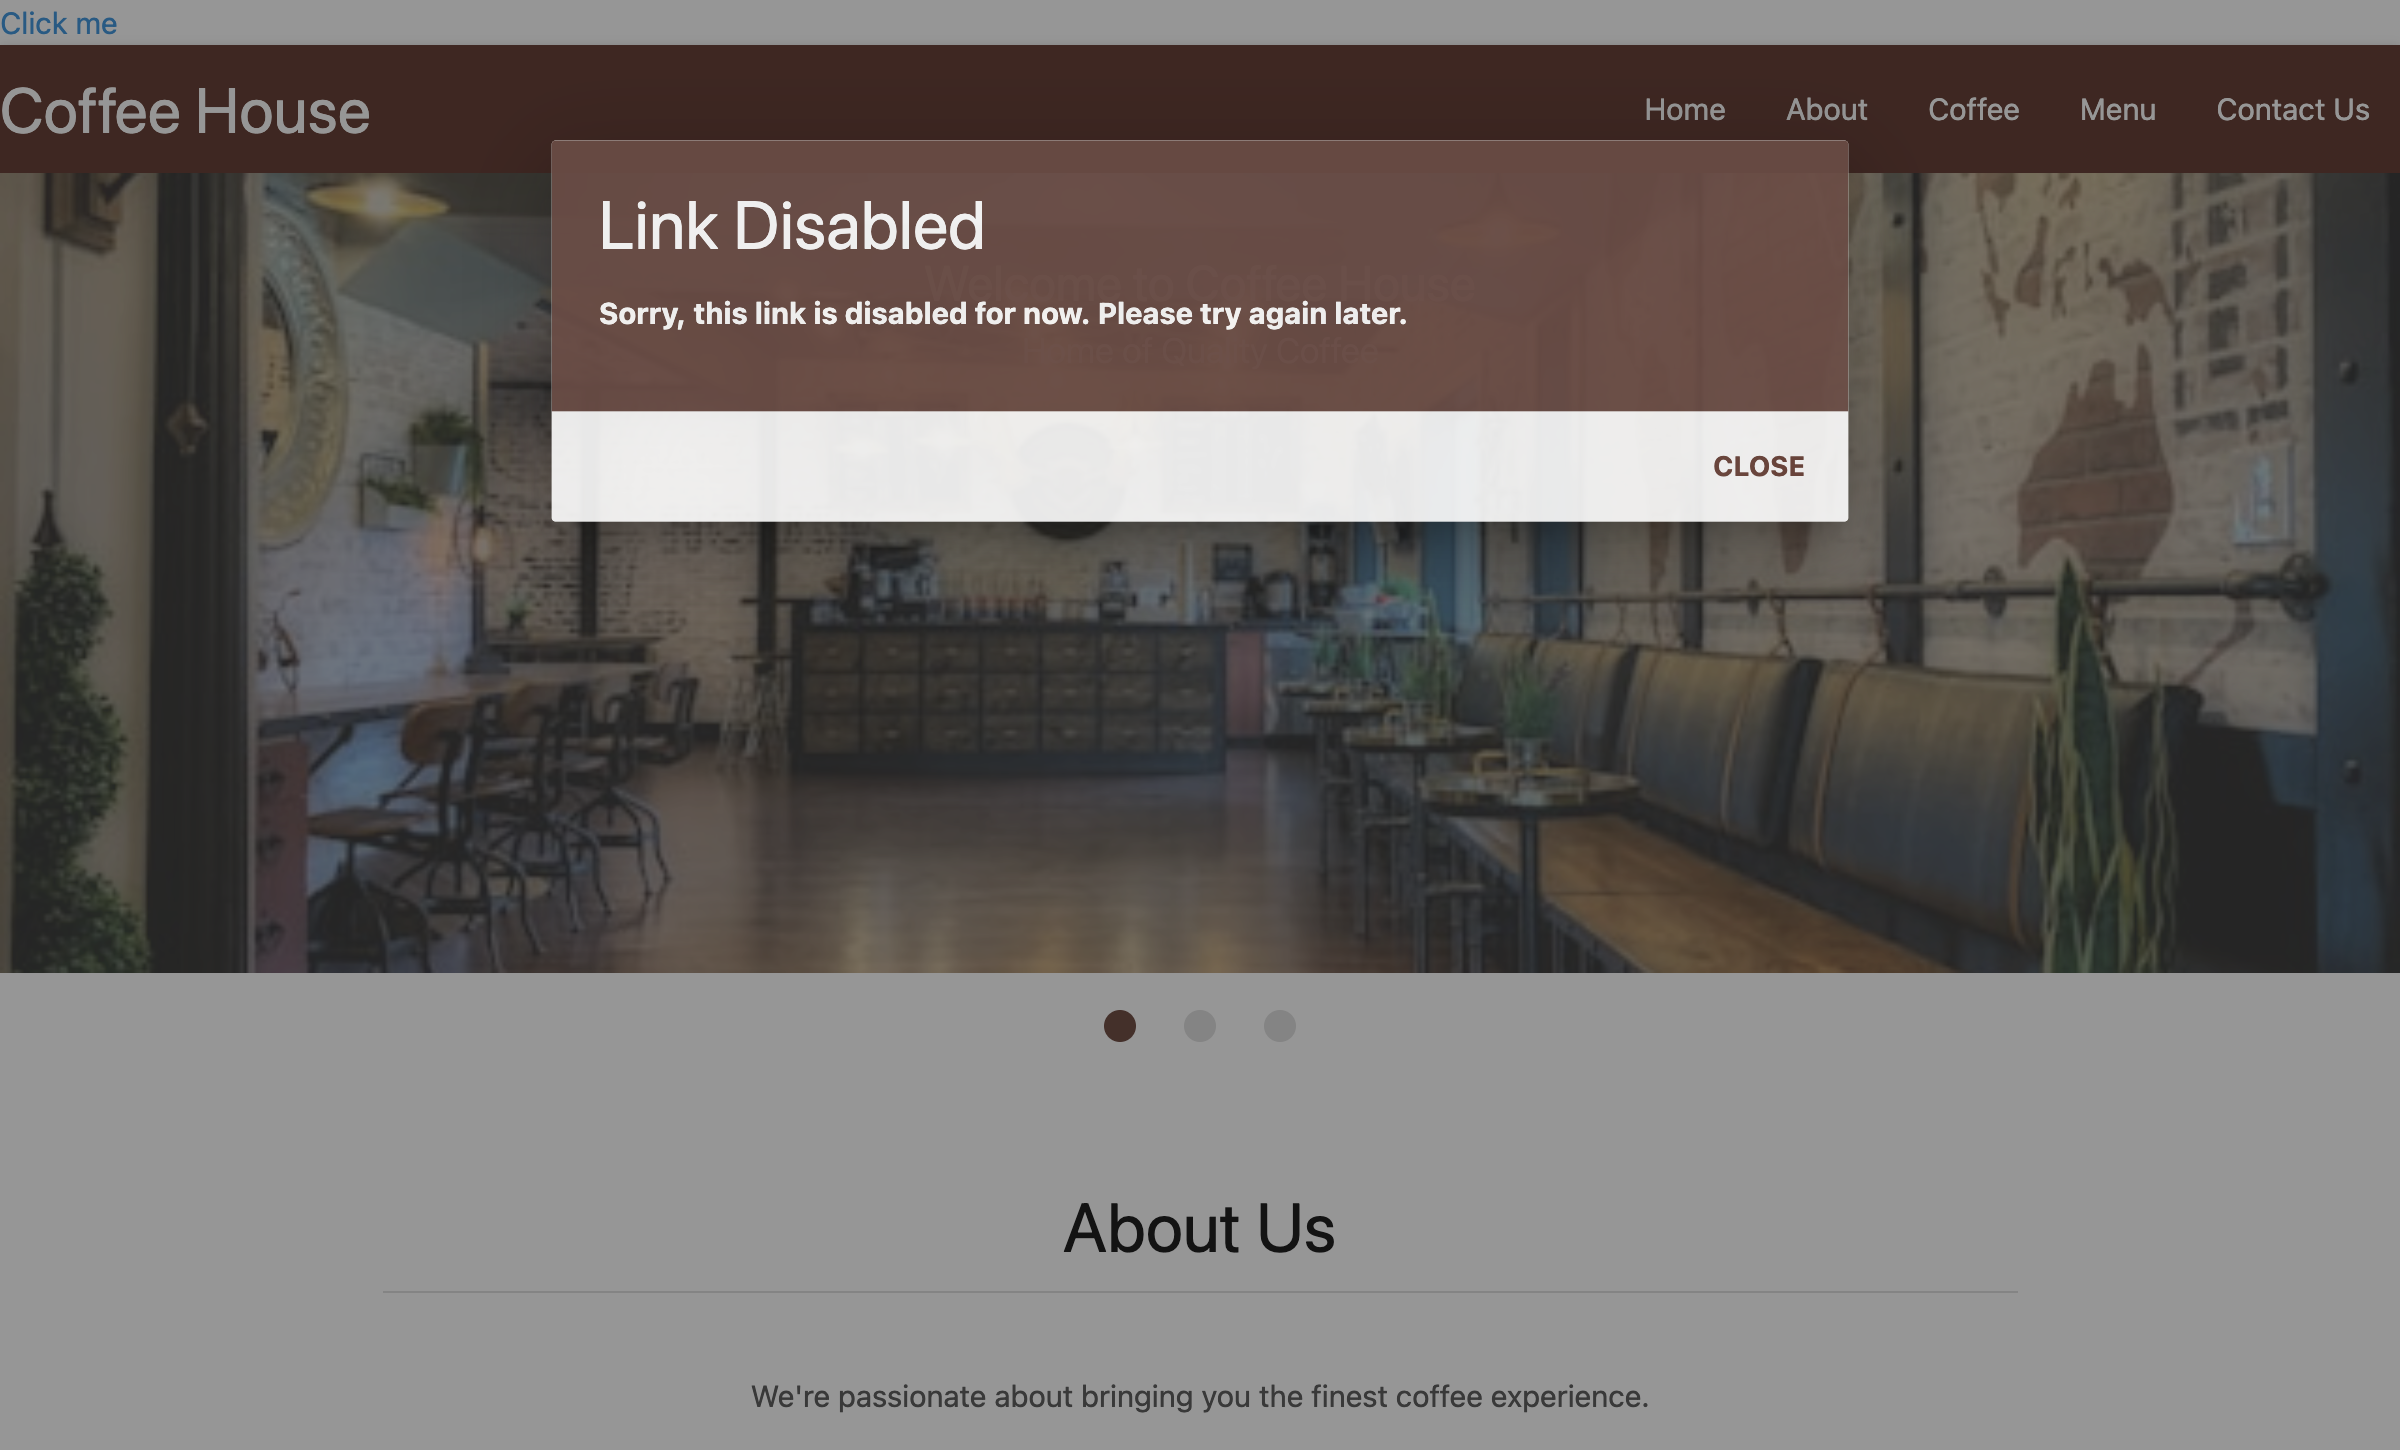 Click me
Coffee House
Home About Coffee Menu Contact Us
Link Disabled
Welcome to Coffee House
Sorry, this link is disabled for now. Please try again later.
Home of Quality Coffee
CLOSE
About Us
We're passionate about bringing you the finest coffee experience.